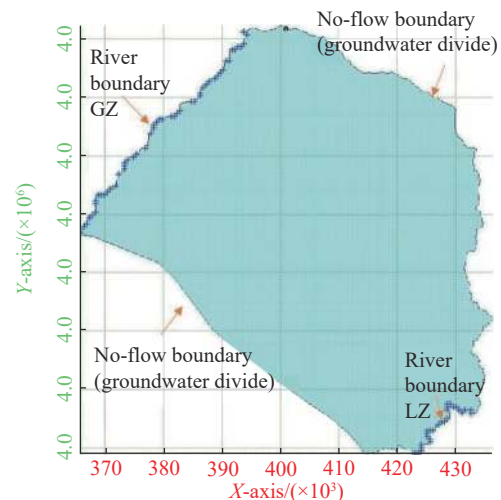 No-flow boundary
(groundwater divide)
River
boundary
GZ
No-flow boundary
(groundwater divide)
River
boundary
LZ
Y-axis/(×10⁶)
4.0
4.0
4.0
4.0
4.0
4.0
4.0
4.0
370 380 390 400 410 420 430
X-axis/(×10³)